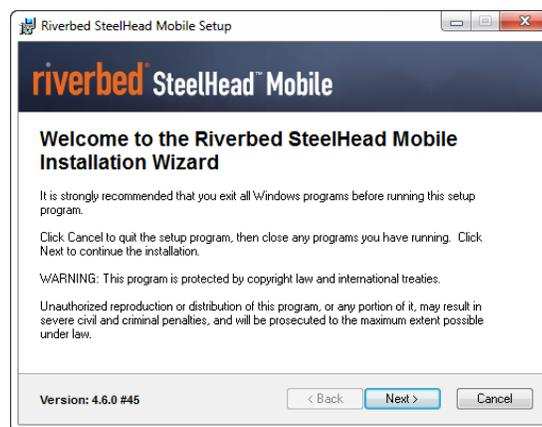 Riverbed SteelHead Mobile Setup
riverbed® SteelHead™ Mobile
Welcome to the Riverbed SteelHead Mobile
Installation Wizard
It is strongly recommended that you exit all Windows programs before running this setup
program.
Click Cancel to quit the setup program, then close any programs you have running. Click
Next to continue the installation.
WARNING: This program is protected by copyright law and international treaties.
Unauthorized reproduction or distribution of this program, or any portion of it, may result in
severe civil and criminal penalties, and will be prosecuted to the maximum extent possible
under law.
Version: 4.6.0 #45 < Back Next > Cancel